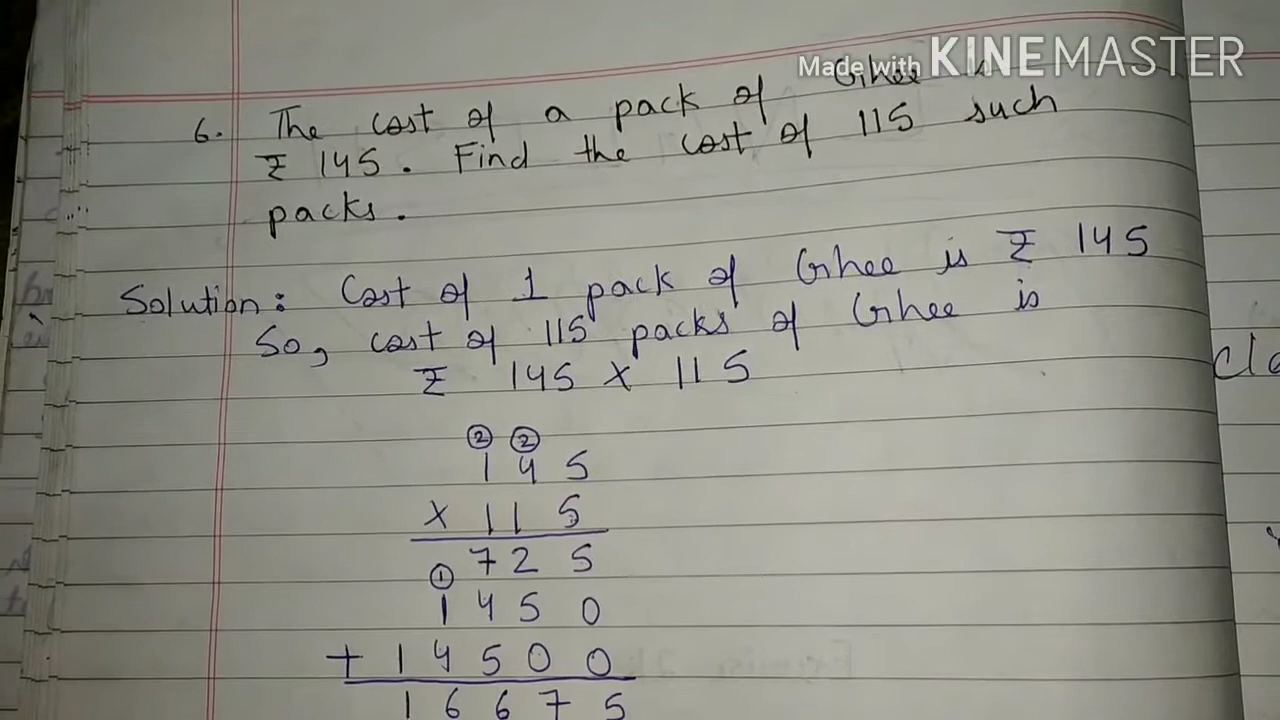 Made with KINEMASTER
6. The cost of a pack of Ghee is
₹ 145. Find the cost of 115 such
packs.
Solution: Cost of 1 pack of Ghee is ₹ 145
So, cost of 115 packs of Ghee is
₹ 145 x 115
② ②
1 4 5
x 1 1 5
7 2 5
①
1 4 5 0
+ 1 4 5 0 0
1 6 6 7 5